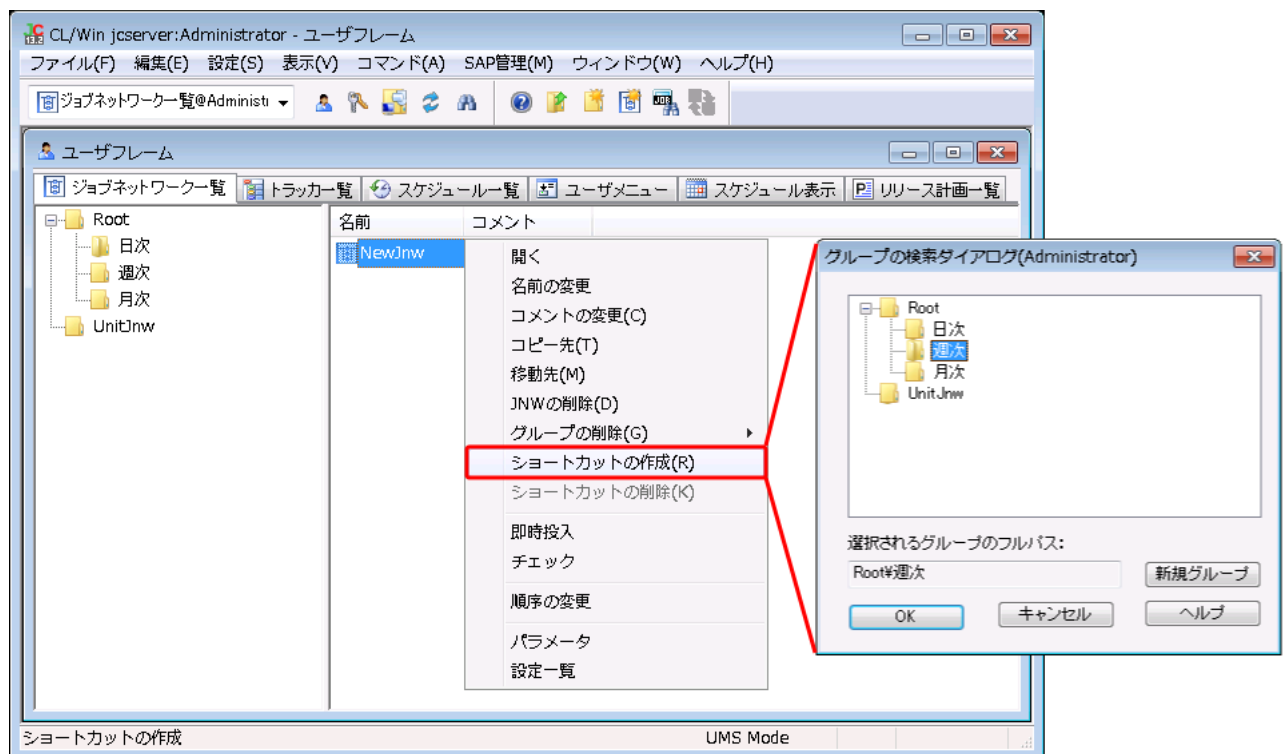 CL/Win jcserver:Administrator - ユーザフレーム
ファイル(F) 編集(E) 設定(S) 表示(V) コマンド(A) SAP管理(M) ウィンドウ(W) ヘルプ(H)
ジョブネットワーク一覧@Administr
ユーザフレーム
ジョブネットワーク一覧 トラッカ一覧 スケジュール一覧 ユーザメニュー スケジュール表示 リリース計画一覧
Root
日次
週次
月次
UnitJnw
名前 コメント
NewJnw
開く
名前の変更
コメントの変更(C)
コピー先(T)
移動先(M)
JNWの削除(D)
グループの削除(G)
ショートカットの作成(R)
ショートカットの削除(K)
即時投入
チェック
順序の変更
パラメータ
設定一覧
グループの検索ダイアログ(Administrator)
Root
日次
週次
月次
UnitJnw
選択されるグループのフルパス:
Root¥週次 新規グループ
OK キャンセル ヘルプ
ショートカットの作成 UMS Mode